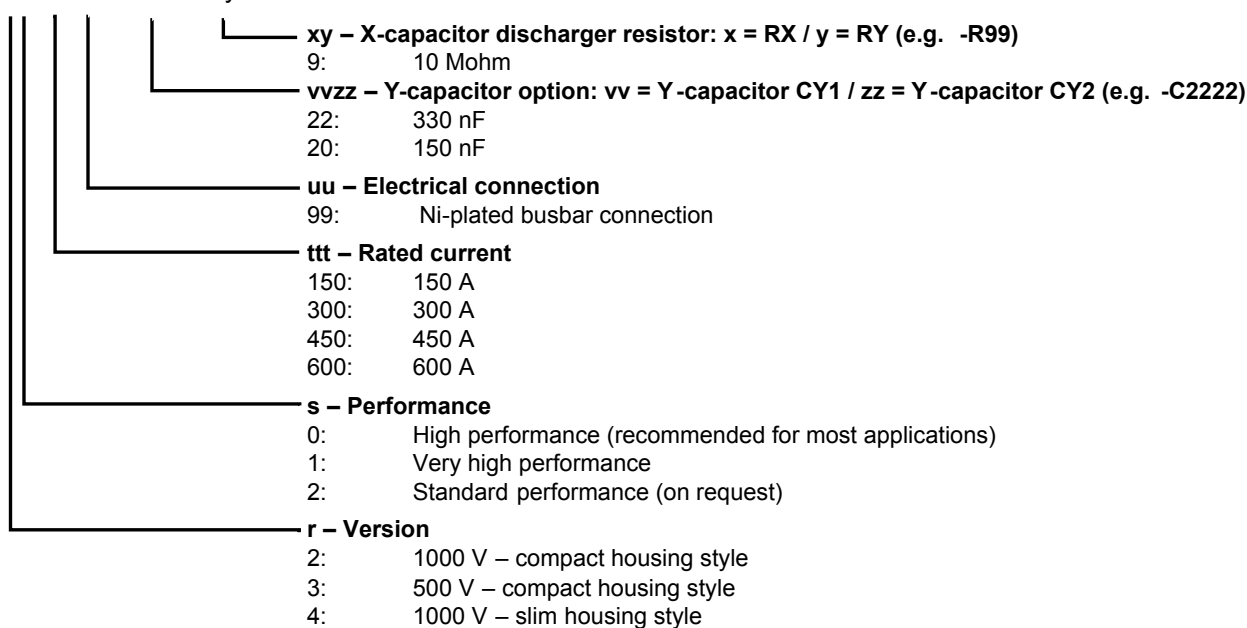 xy – X-capacitor discharger resistor: x = RX / y = RY (e.g. -R99)
9: 10 Mohm
vvzz – Y-capacitor option: vv = Y-capacitor CY1 / zz = Y-capacitor CY2 (e.g. -C2222)
22: 330 nF
20: 150 nF
uu – Electrical connection
99: Ni-plated busbar connection
ttt – Rated current
150: 150 A
300: 300 A
450: 450 A
600: 600 A
s – Performance
0: High performance (recommended for most applications)
1: Very high performance
2: Standard performance (on request)
r – Version
2: 1000 V – compact housing style
3: 500 V – compact housing style
4: 1000 V – slim housing style